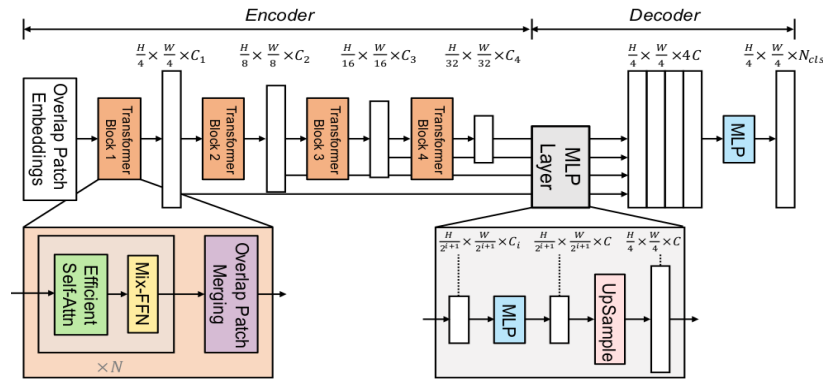 Encoder
Decoder
H/4 × W/4 × C₁
H/8 × W/8 × C₂
H/16 × W/16 × C₃
H/32 × W/32 × C₄
H/4 × W/4 × 4C
H/4 × W/4 × N_cls
Overlap Patch
Embeddings
Transformer
Block 1
Transformer
Block 2
Transformer
Block 3
Transformer
Block 4
MLP
Layer
MLP
Efficient
Self-Attn
Mix-FFN
Overlap Patch
Merging
×N
H/2^{i+1} × W/2^{i+1} × C_i
H/2^{i+1} × W/2^{i+1} × C
H/4 × W/4 × C
MLP
UpSample